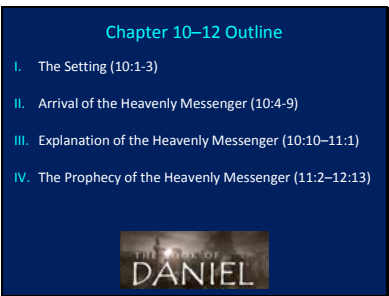 Chapter 10–12 Outline
I. The Setting (10:1-3)
II. Arrival of the Heavenly Messenger (10:4-9)
III. Explanation of the Heavenly Messenger (10:10–11:1)
IV. The Prophecy of the Heavenly Messenger (11:2–12:13)
THE BOOK OF
DANIEL